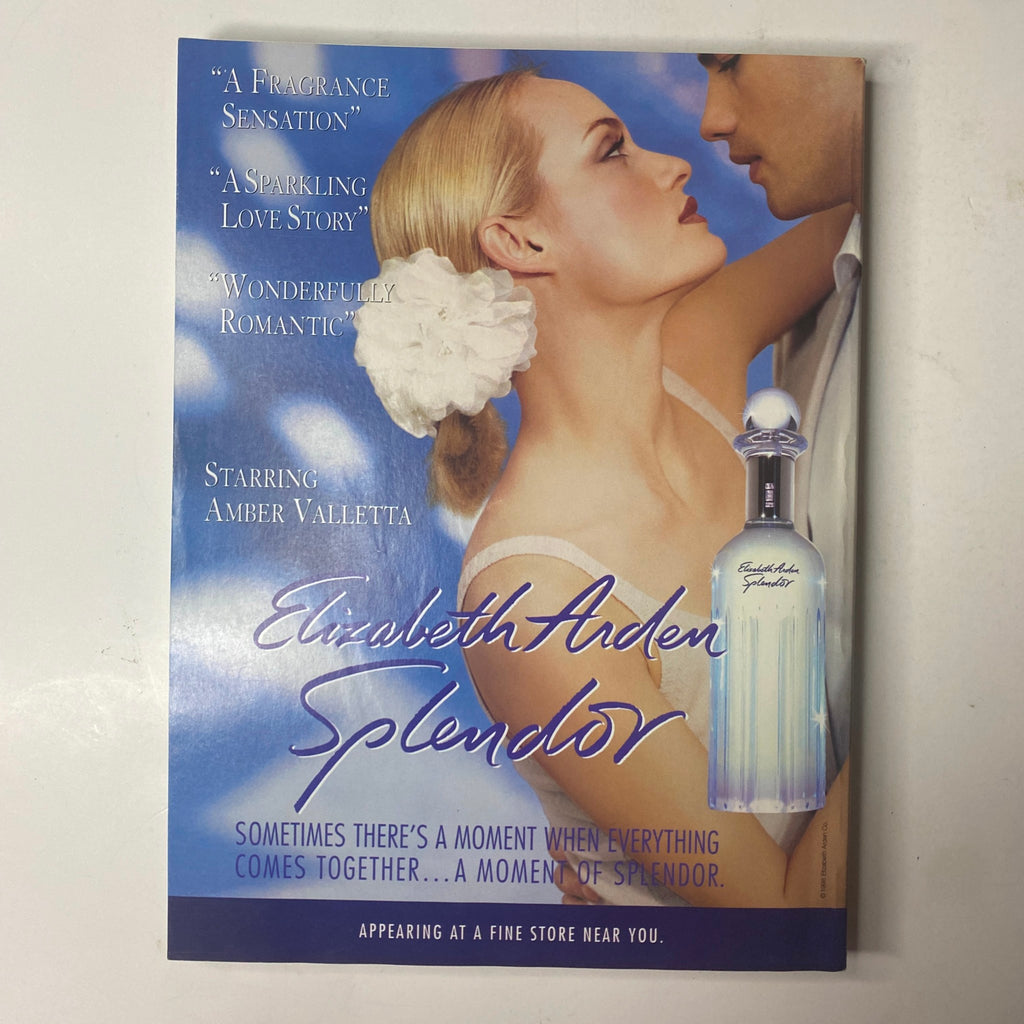 “A FRAGRANCE
SENSATION”
“A SPARKLING
LOVE STORY”
“WONDERFULLY
ROMANTIC”
STARRING
AMBER VALLETTA
Elizabeth Arden
Splendor
Elizabeth Arden
Splendor
SOMETIMES THERE'S A MOMENT WHEN EVERYTHING
COMES TOGETHER...A MOMENT OF SPLENDOR.
APPEARING AT A FINE STORE NEAR YOU.